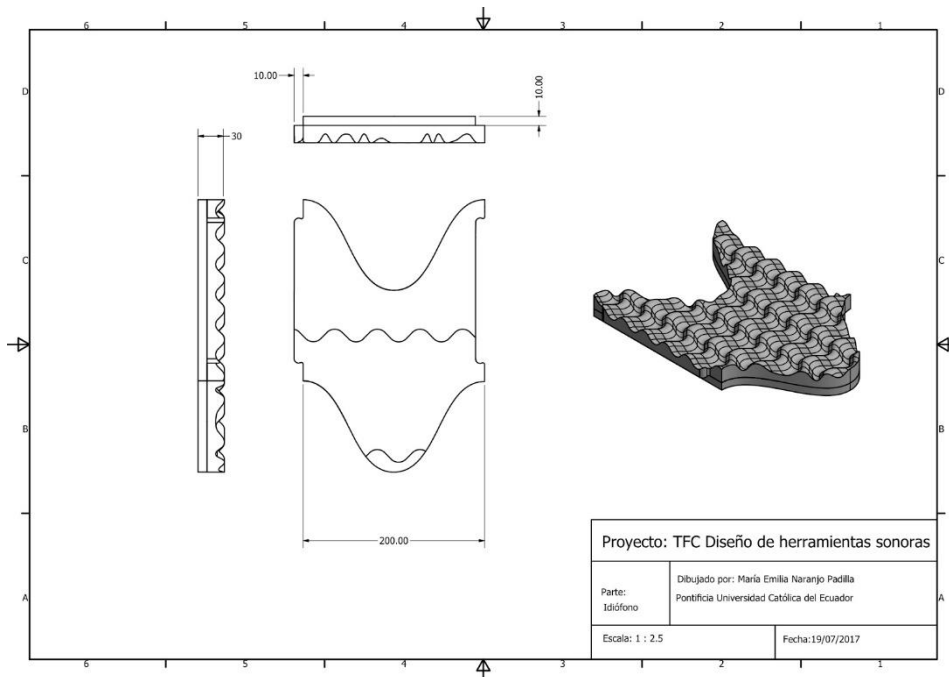 6 5 4 3 2 1
D D
10.00
10.00
30
C C
B B
200.00
Proyecto: TFC Diseño de herramientas sonoras
Parte:
Idiófono
Dibujado por: María Emilia Naranjo Padilla
Pontificia Universidad Católica del Ecuador
A A
Escala: 1 : 2.5
Fecha:19/07/2017
6 5 4 3 2 1